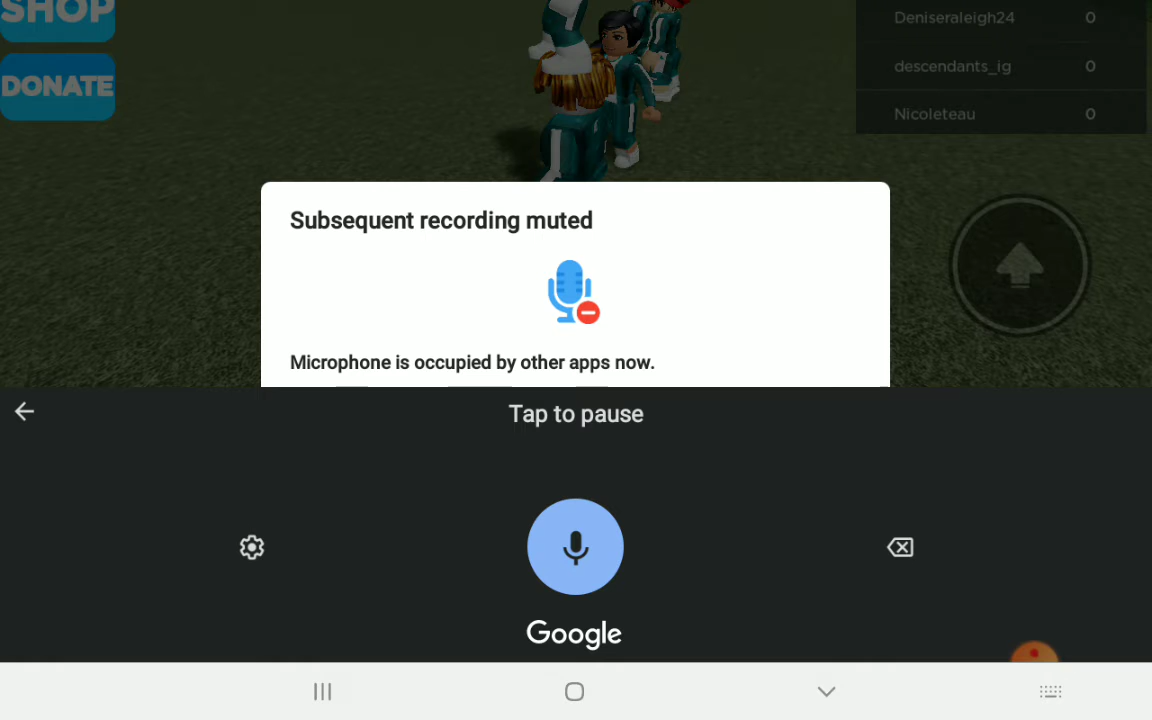 SHOP
DONATE
Deniseraleigh24 0
descendants_ig 0
Nicoleteau 0
Subsequent recording muted
Microphone is occupied by other apps now.
Tap to pause
Google